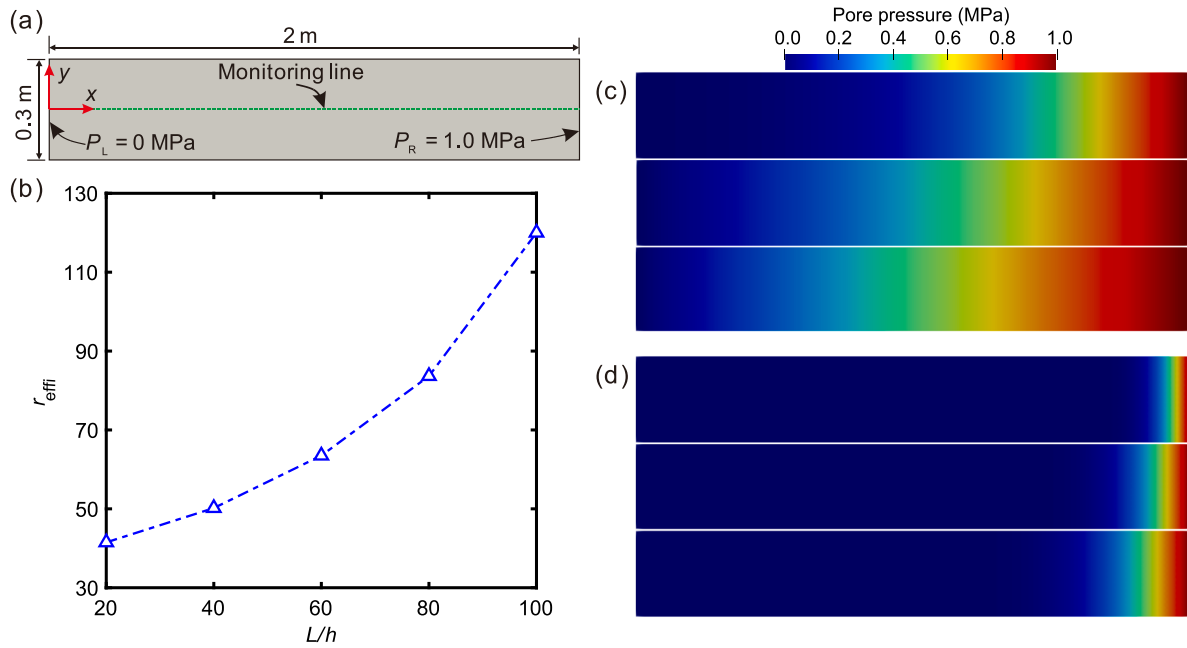 (a)
2 m
0.3 m
y
Monitoring line
x
P_L = 0 MPa
P_R = 1.0 MPa
(b)
130
110
90
70
50
30
r_effi
20 40 60 80 100
L/h
Pore pressure (MPa)
0.0 0.2 0.4 0.6 0.8 1.0
(c)
(d)